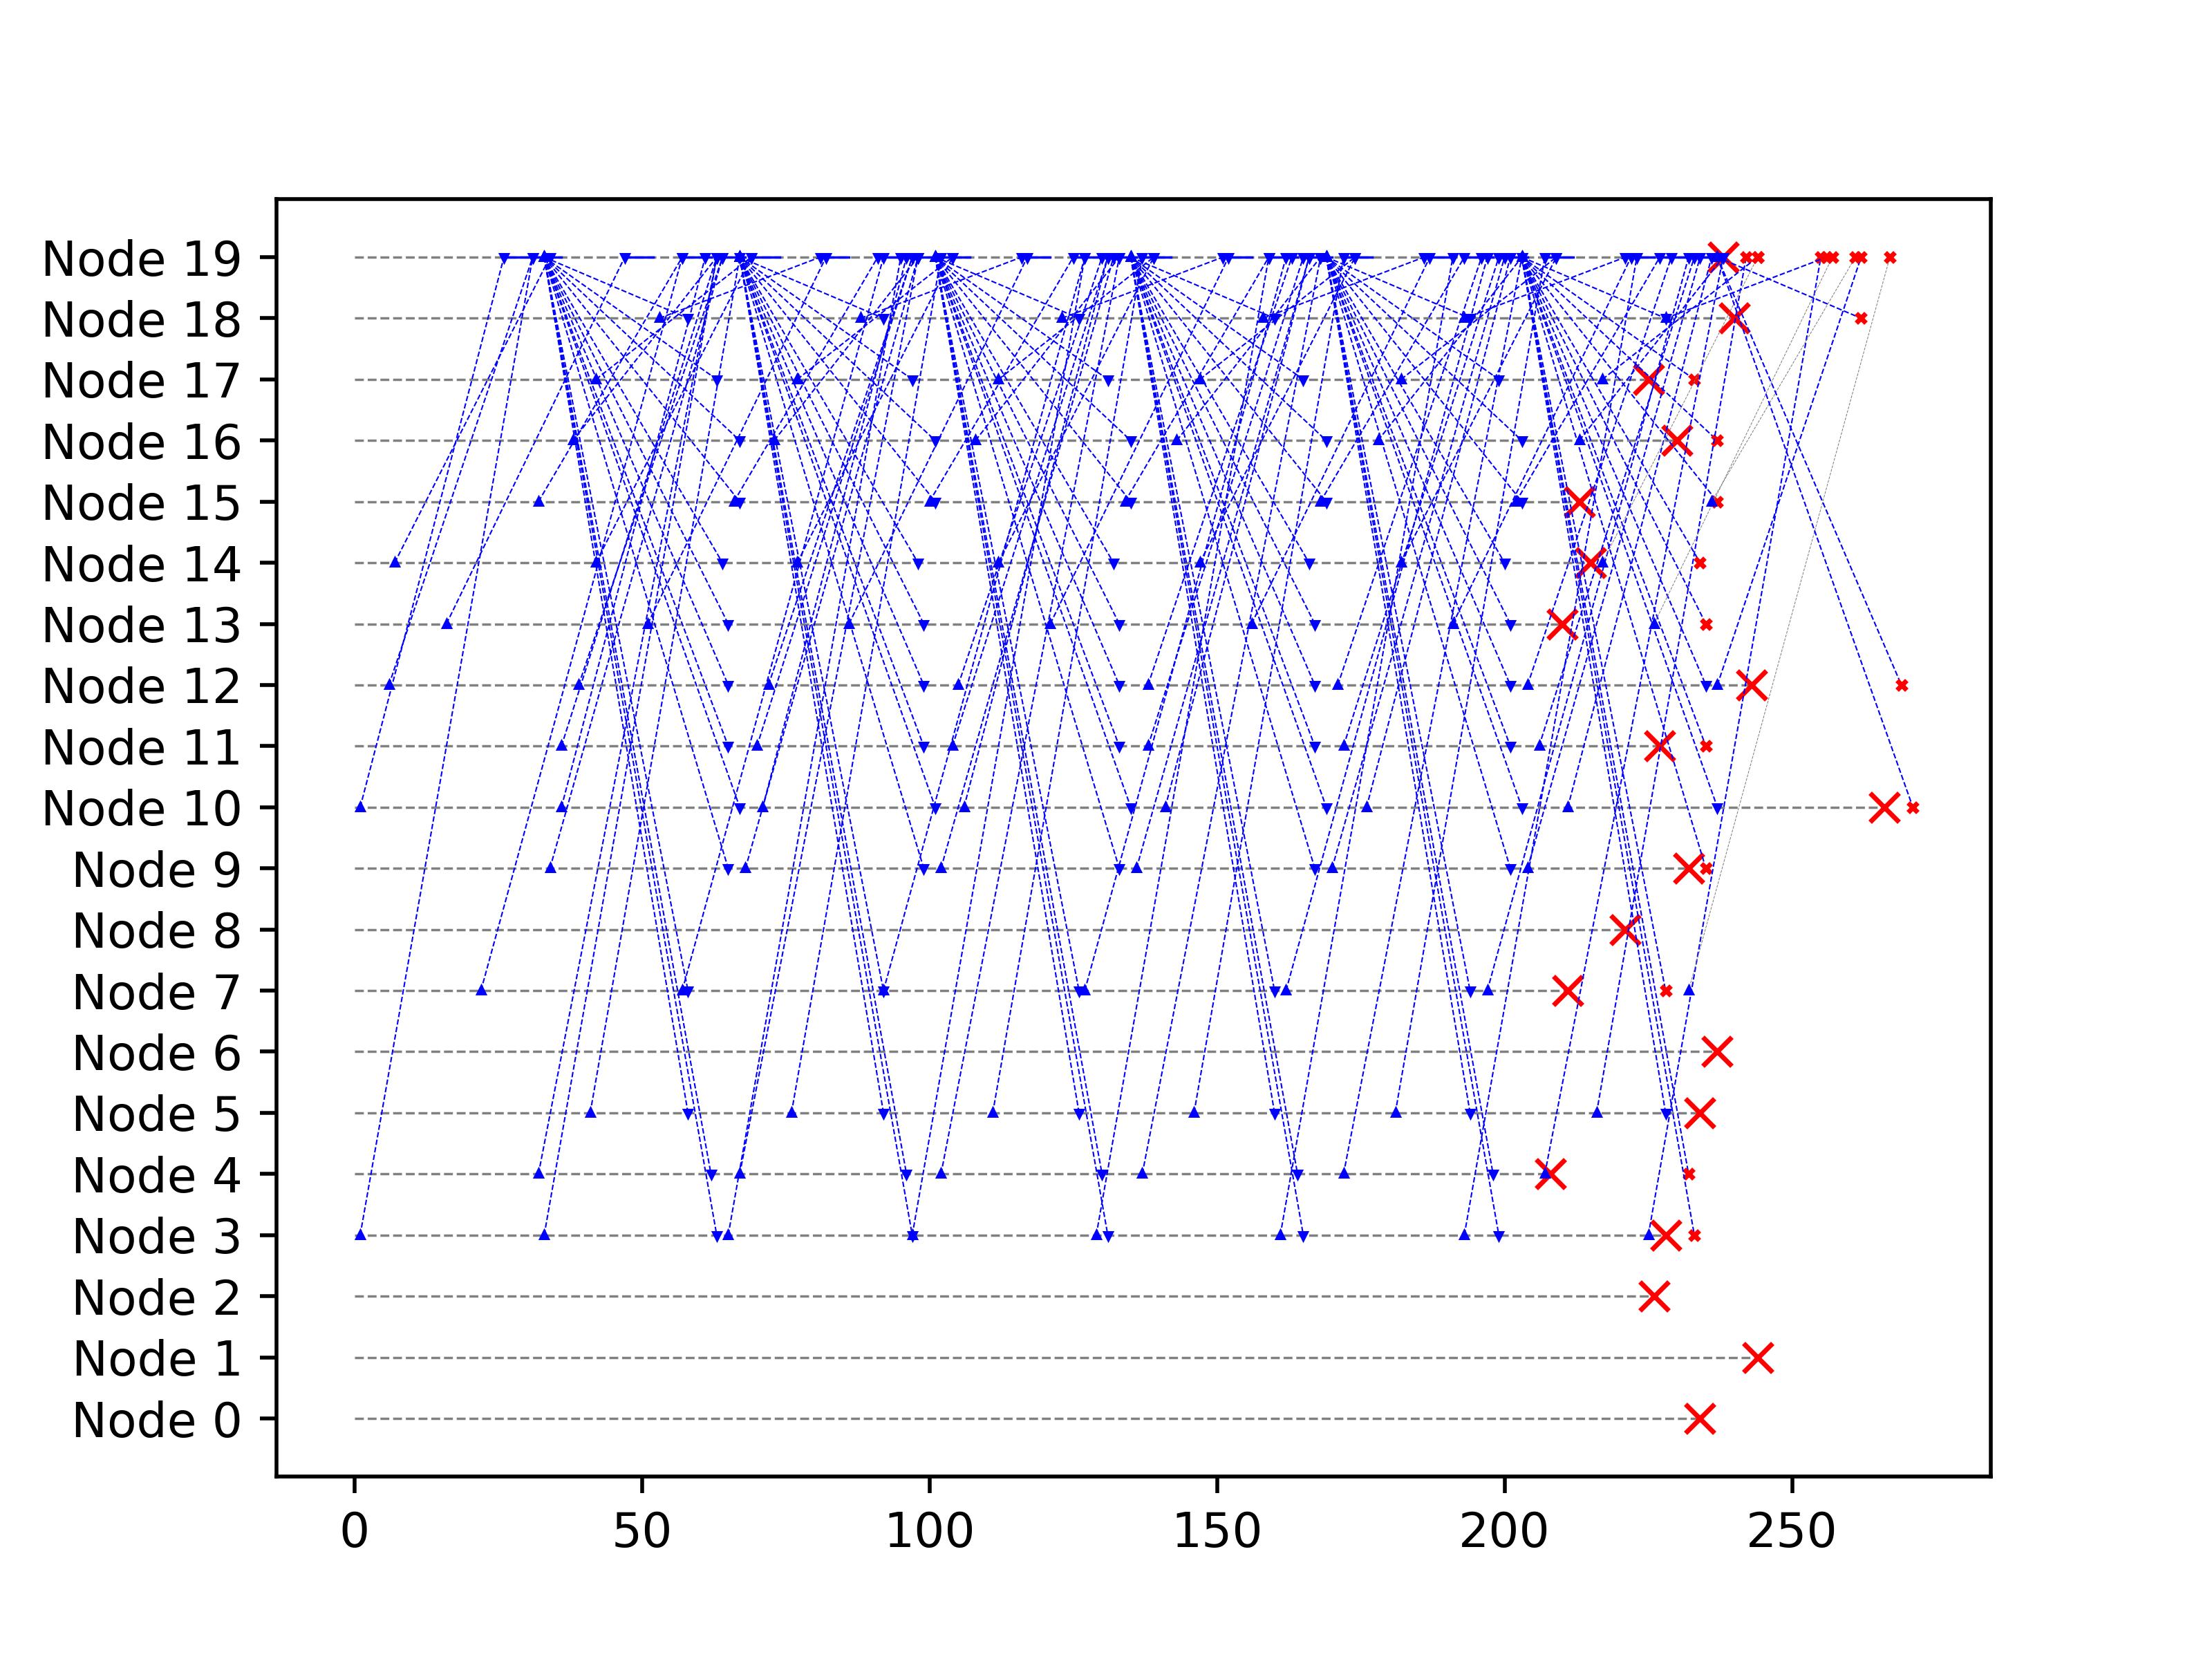 Node 19
Node 18
Node 17
Node 16
Node 15
Node 14
Node 13
Node 12
Node 11
Node 10
Node 9
Node 8
Node 7
Node 6
Node 5
Node 4
Node 3
Node 2
Node 1
Node 0
0 50 100 150 200 250